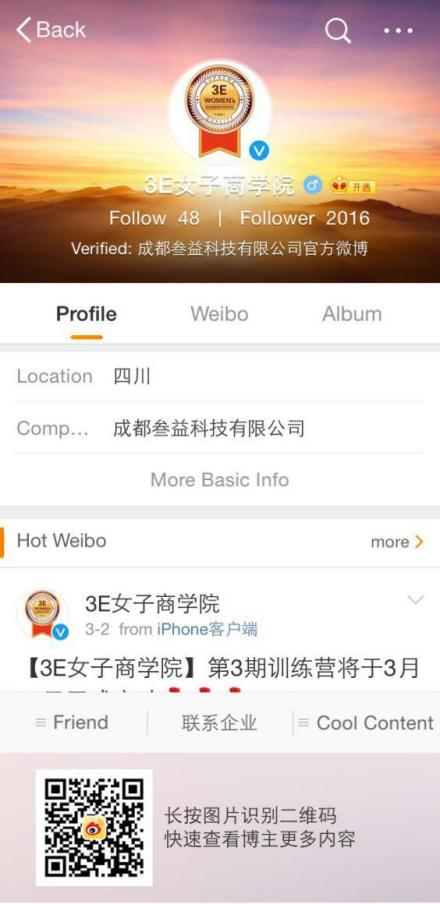 Back
3E
WOMEN's
3E女子商学院
开通
Follow 48 | Follower 2016
Verified: 成都叁益科技有限公司官方微博
Profile
Weibo
Album
Location 四川
Comp... 成都叁益科技有限公司
More Basic Info
Hot Weibo
more
3E女子商学院
3-2 from iPhone客户端
【3E女子商学院】第3期训练营将于3月
Friend
联系企业
Cool Content
长按图片识别二维码
快速查看博主更多内容